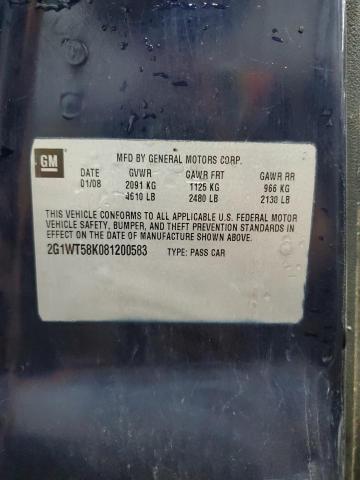 GM
MFD BY GENERAL MOTORS CORP.
DATE GVWR GAWR FRT GAWR RR
01/08 2091 KG 1125 KG 966 KG
4610 LB 2480 LB 2130 LB
THIS VEHICLE CONFORMS TO ALL APPLICABLE U.S. FEDERAL MOTOR
VEHICLE SAFETY, BUMPER, AND THEFT PREVENTION STANDARDS IN
EFFECT ON THE DATE OF MANUFACTURE SHOWN ABOVE.
2G1WT58K081200583 TYPE: PASS CAR